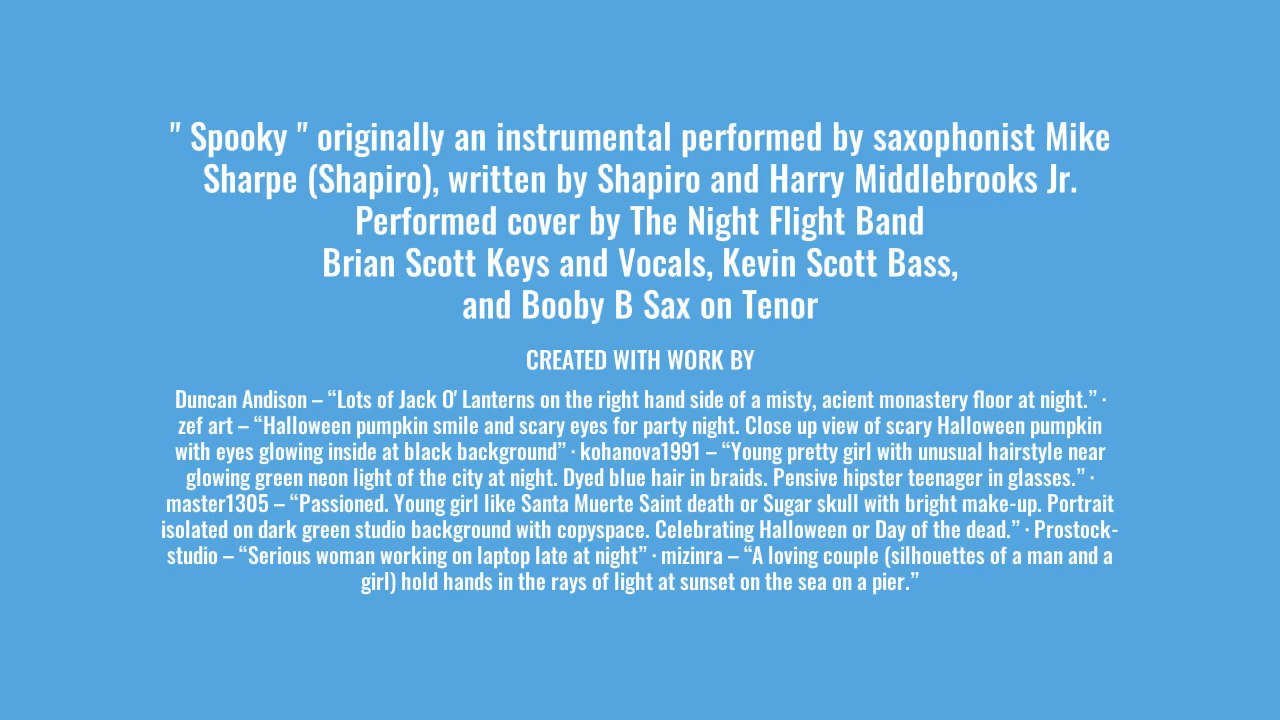 " Spooky " originally an instrumental performed by saxophonist Mike
Sharpe (Shapiro), written by Shapiro and Harry Middlebrooks Jr.
Performed cover by The Night Flight Band
Brian Scott Keys and Vocals, Kevin Scott Bass,
and Booby B Sax on Tenor
CREATED WITH WORK BY
Duncan Andison – “Lots of Jack O' Lanterns on the right hand side of a misty, acient monastery floor at night.” ·
zef art – “Halloween pumpkin smile and scary eyes for party night. Close up view of scary Halloween pumpkin
with eyes glowing inside at black background” · kohanova1991 – “Young pretty girl with unusual hairstyle near
glowing green neon light of the city at night. Dyed blue hair in braids. Pensive hipster teenager in glasses.” ·
master1305 – “Passioned. Young girl like Santa Muerte Saint death or Sugar skull with bright make-up. Portrait
isolated on dark green studio background with copyspace. Celebrating Halloween or Day of the dead.” · Prostock-
studio – “Serious woman working on laptop late at night” · mizinra – “A loving couple (silhouettes of a man and a
girl) hold hands in the rays of light at sunset on the sea on a pier.”